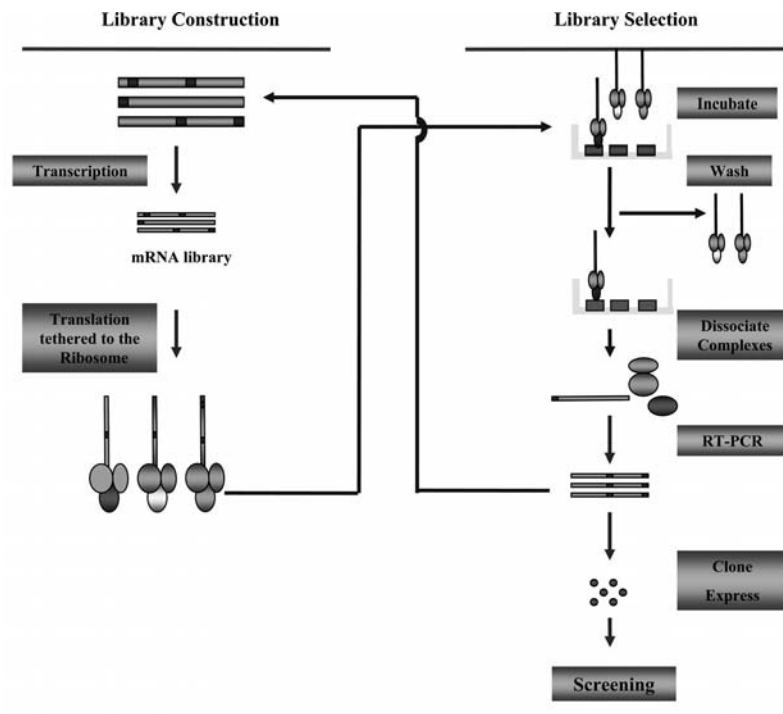 Library Construction
Transcription
mRNA library
Translation
tethered to the
Ribosome
Library Selection
Incubate
Wash
Dissociate
Complexes
RT-PCR
Clone
Express
Screening